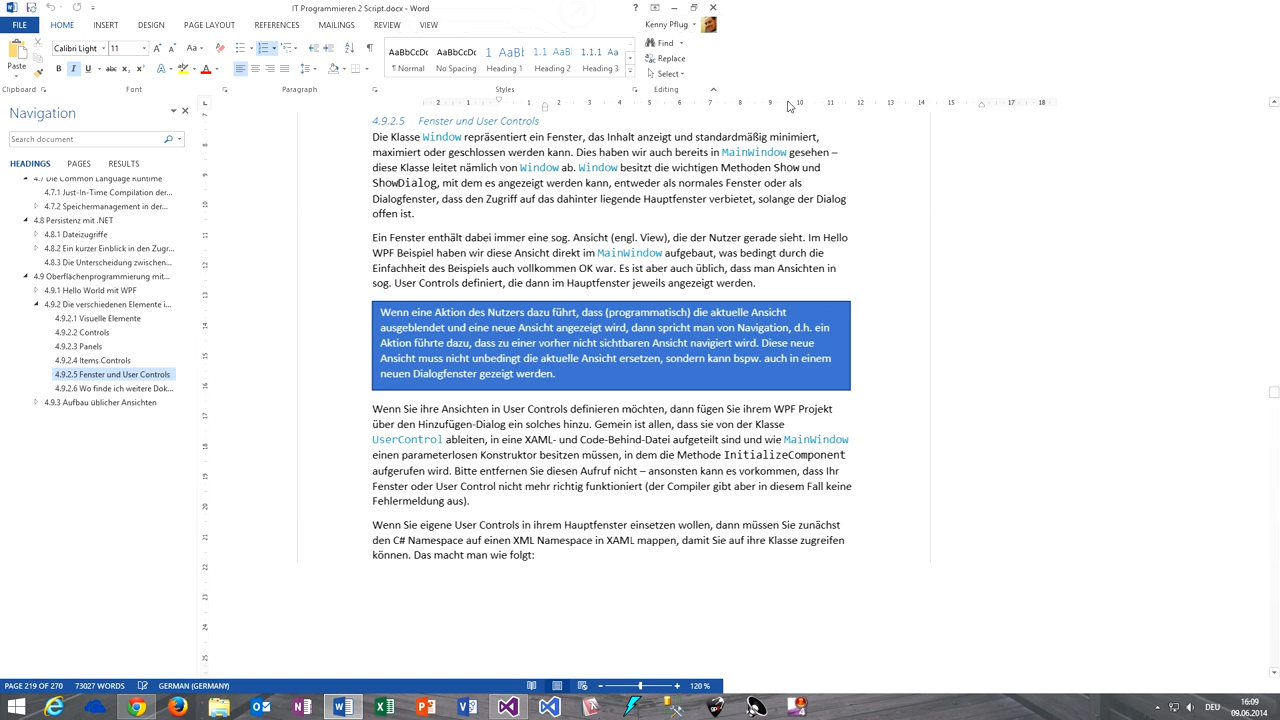 IT Programmieren 2 Script.docx - Word
FILE HOME INSERT DESIGN PAGE LAYOUT REFERENCES MAILINGS REVIEW VIEW
Kenny Pflug
Paste
Calibri Light 11
Clipboard Font Paragraph Styles Editing
AaBbCcDc AaBbCcDc 1 AaBb 1.1 AaBl 1.1.1 Aa
¶ Normal No Spacing Heading 1 Heading 2 Heading 3
Find
Replace
Select
Navigation
Search document
HEADINGS PAGES RESULTS
4.7 Die Common Language Runtime
4.7.1 Just-In-Time Compilation der...
4.7.2 Speichermanagement in der...
4.8 Persistenz mit .NET
4.8.1 Dateizugriffe
4.8.2 Ein kurzer Einblick in den Zugr...
4.8.3 Die Unterscheidung zwischen...
4.9 Oberflächenprogrammierung mit...
4.9.1 Hello World mit WPF
4.9.2 Die verschiedenen Elemente i...
4.9.2.1 Visuelle Elemente
4.9.2.2 Controls
4.9.2.3 Panels
4.9.2.4 Items Controls
4.9.2.5 Fenster und User Controls
4.9.2.6 Wo finde ich weitere Dok...
4.9.3 Aufbau üblicher Ansichten
2 1 1 2 3 4 5 6 7 8 9 10 11 12 13 14 15 17 18
4.9.2.5 Fenster und User Controls
Die Klasse Window repräsentiert ein Fenster, das Inhalt anzeigt und standardmäßig minimiert,
maximiert oder geschlossen werden kann. Dies haben wir auch bereits in MainWindow gesehen –
diese Klasse leitet nämlich von Window ab. Window besitzt die wichtigen Methoden Show und
ShowDialog, mit dem es angezeigt werden kann, entweder als normales Fenster oder als
Dialogfenster, dass den Zugriff auf das dahinter liegende Hauptfenster verbietet, solange der Dialog
offen ist.
Ein Fenster enthält dabei immer eine sog. Ansicht (engl. View), die der Nutzer gerade sieht. Im Hello
WPF Beispiel haben wir diese Ansicht direkt im MainWindow aufgebaut, was bedingt durch die
Einfachheit des Beispiels auch vollkommen OK war. Es ist aber auch üblich, dass man Ansichten in
sog. User Controls definiert, die dann im Hauptfenster jeweils angezeigt werden.
Wenn eine Aktion des Nutzers dazu führt, dass (programmatisch) die aktuelle Ansicht
ausgeblendet und eine neue Ansicht angezeigt wird, dann spricht man von Navigation, d.h. ein
Aktion führte dazu, dass zu einer vorher nicht sichtbaren Ansicht navigiert wird. Diese neue
Ansicht muss nicht unbedingt die aktuelle Ansicht ersetzen, sondern kann bspw. auch in einem
neuen Dialogfenster gezeigt werden.
Wenn Sie ihre Ansichten in User Controls definieren möchten, dann fügen Sie ihrem WPF Projekt
über den Hinzufügen-Dialog ein solches hinzu. Gemein ist allen, dass sie von der Klasse
UserControl ableiten, in eine XAML- und Code-Behind-Datei aufgeteilt sind und wie MainWindow
einen parameterlosen Konstruktor besitzen müssen, in dem die Methode InitializeComponent
aufgerufen wird. Bitte entfernen Sie diesen Aufruf nicht – ansonsten kann es vorkommen, dass Ihr
Fenster oder User Control nicht mehr richtig funktioniert (der Compiler gibt aber in diesem Fall keine
Fehlermeldung aus).
Wenn Sie eigene User Controls in ihrem Hauptfenster einsetzen wollen, dann müssen Sie zunächst
den C# Namespace auf einen XML Namespace in XAML mappen, damit Sie auf ihre Klasse zugreifen
können. Das macht man wie folgt:
PAGE 219 OF 270 73027 WORDS GERMAN (GERMANY) 120 %
DEU
16:09
09.06.2014